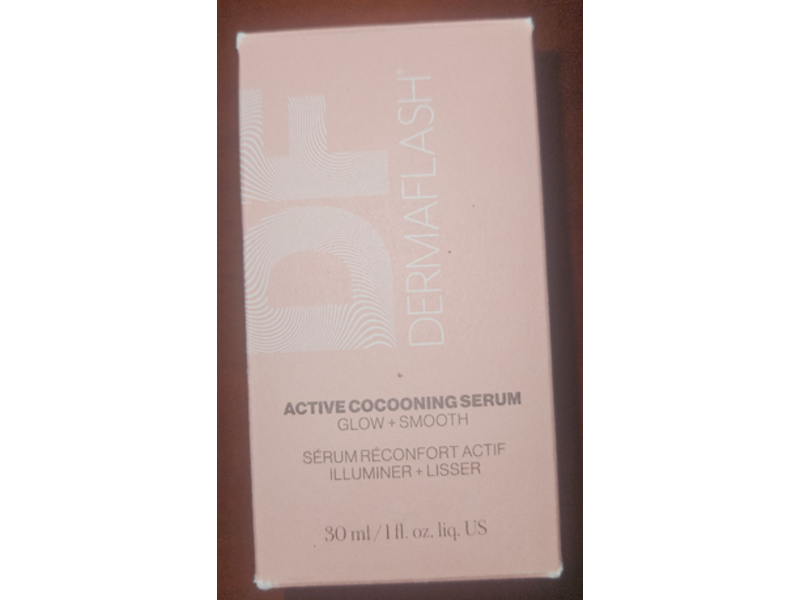 DF
DERMAFLASH®
ACTIVE COCOONING SERUM
GLOW + SMOOTH
SÉRUM RÉCONFORT ACTIF
ILLUMINER + LISSER
30 ml / 1 fl. oz. liq. US